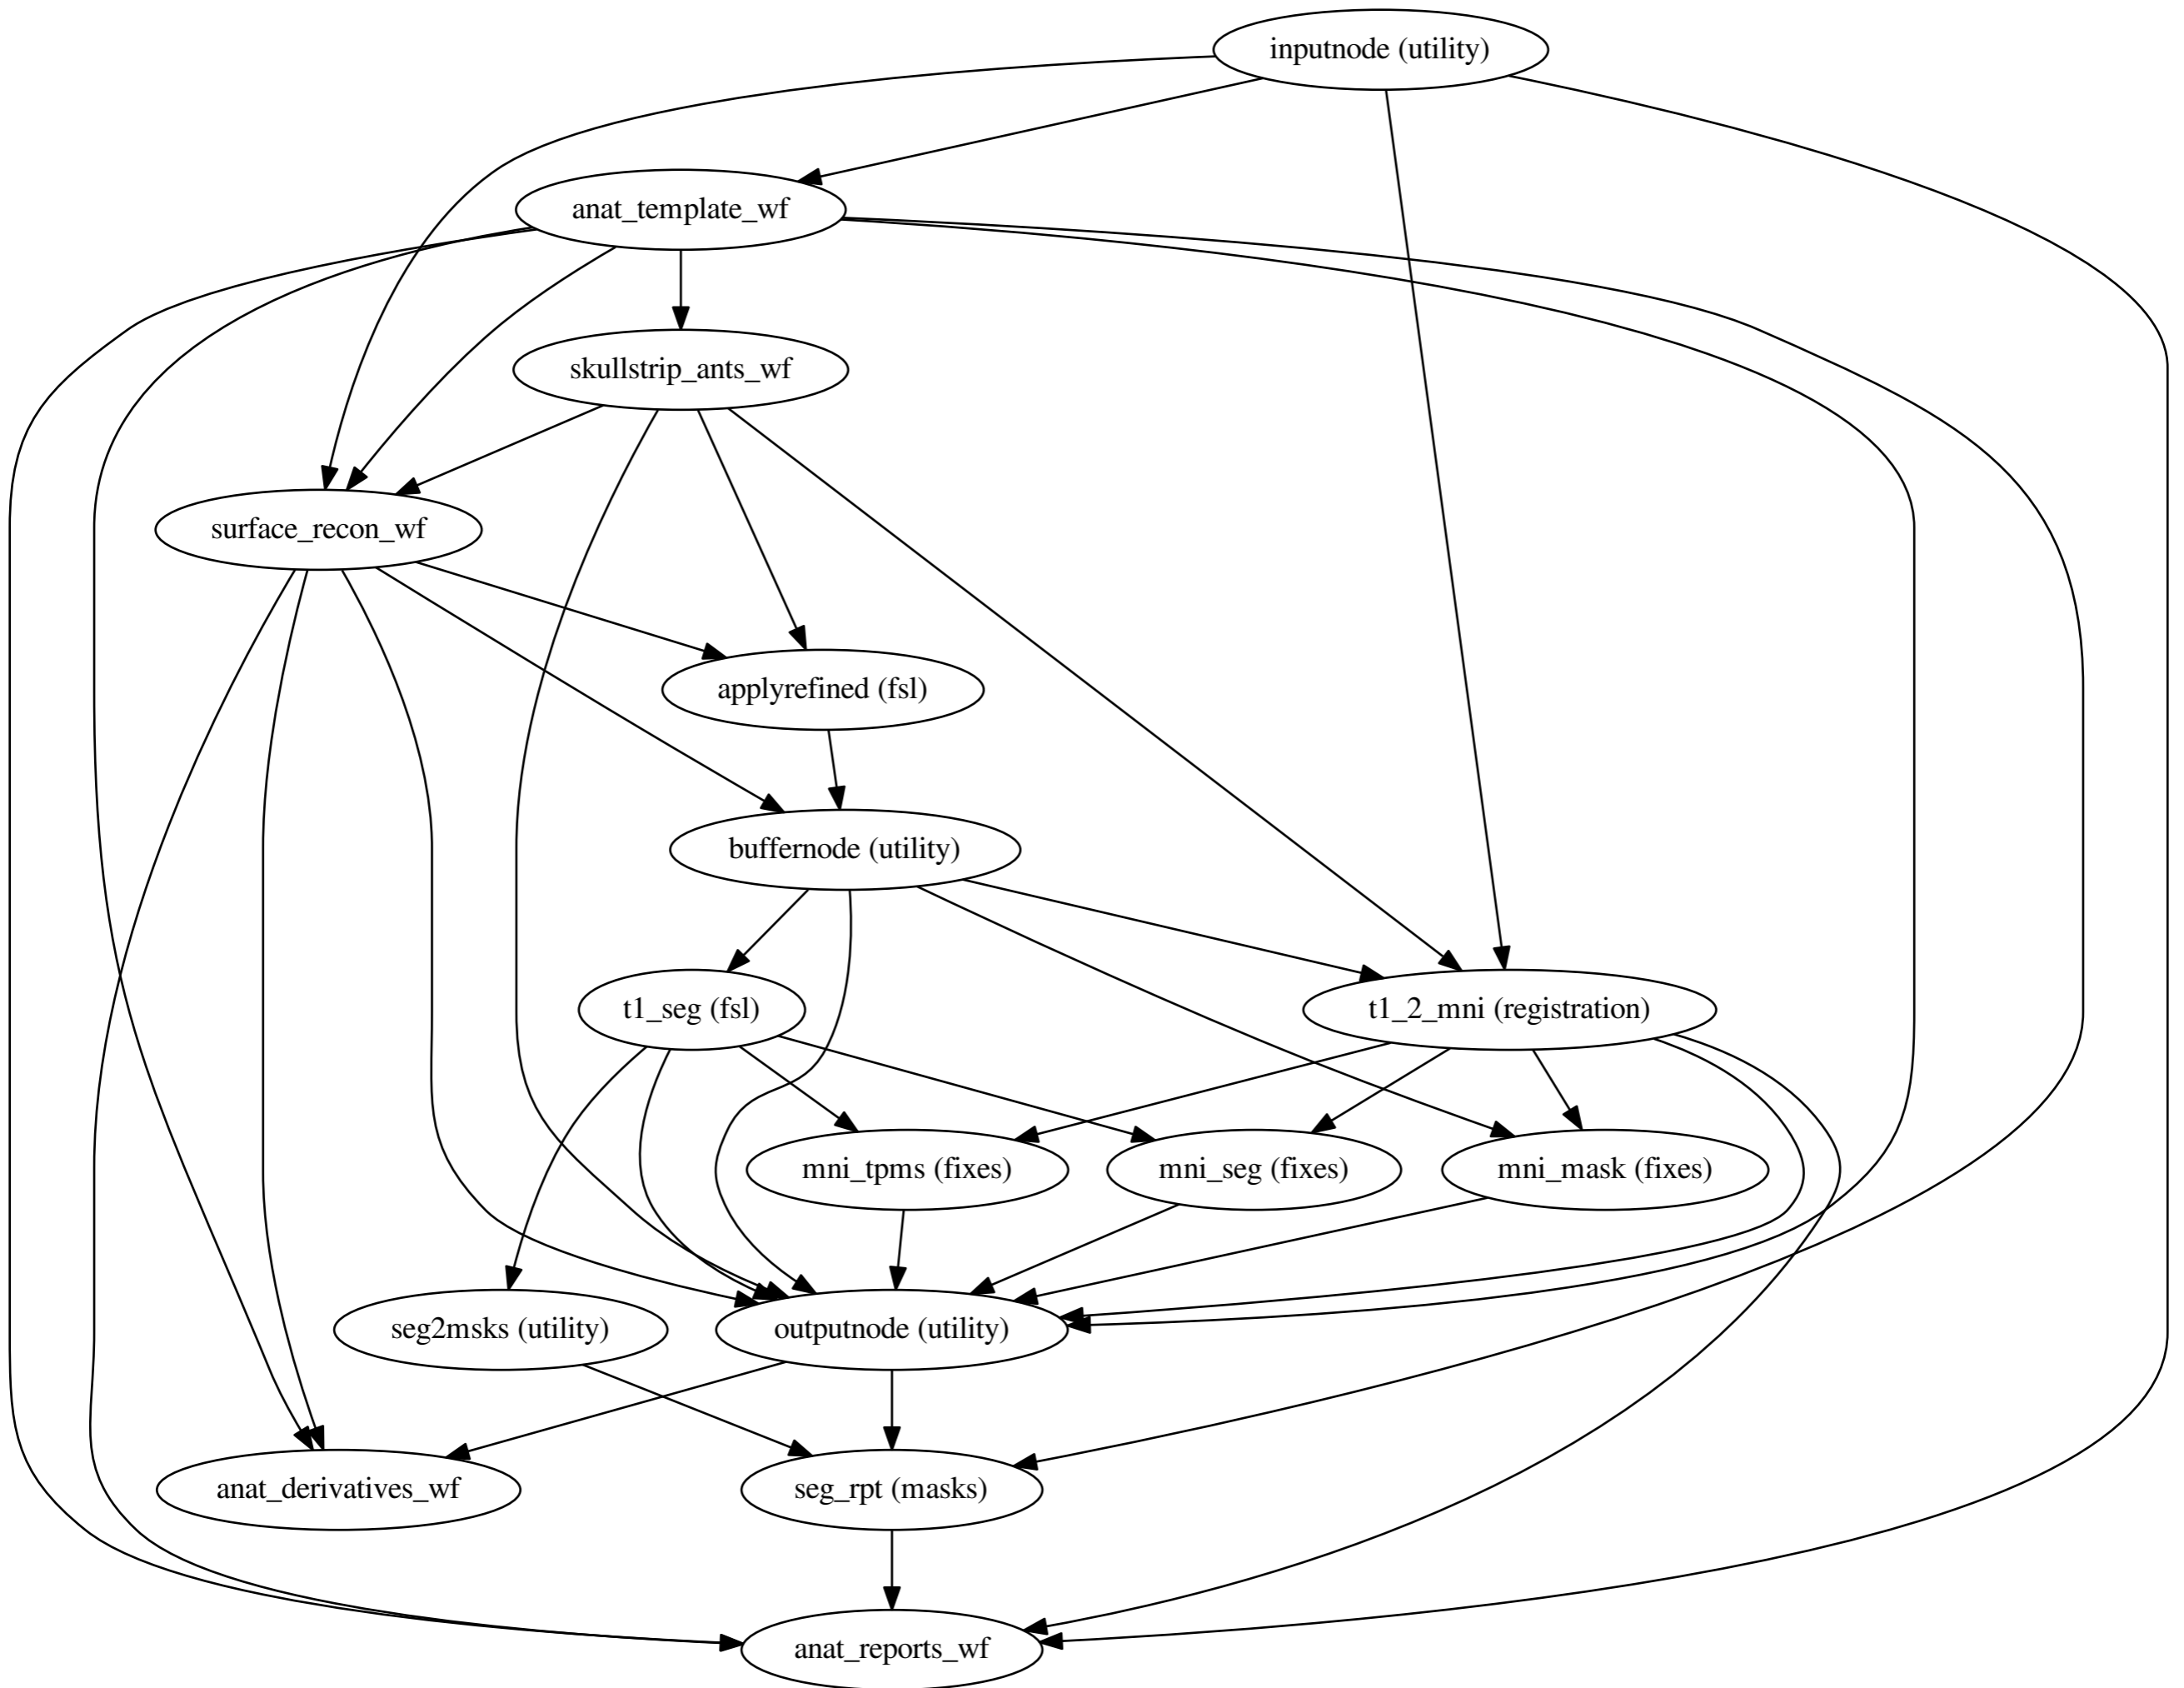 inputnode (utility)
anat_template_wf
skullstrip_ants_wf
surface_recon_wf
applyrefined (fsl)
buffernode (utility)
t1_seg (fsl)
t1_2_mni (registration)
mni_tpms (fixes)
mni_seg (fixes)
mni_mask (fixes)
seg2msks (utility)
outputnode (utility)
anat_derivatives_wf
seg_rpt (masks)
anat_reports_wf